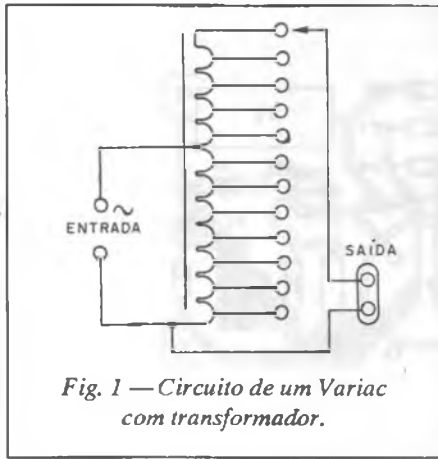 ENTRADA
SAÍDA
Fig. 1 — Circuito de um Variac
com transformador.